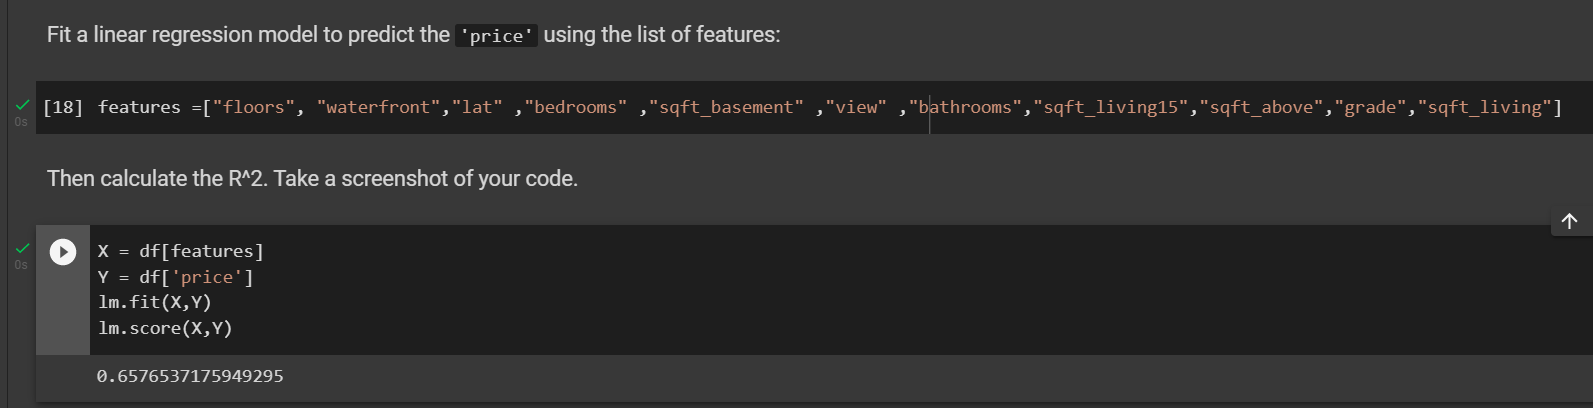 Fit a linear regression model to predict the 'price' using the list of features:
[18] features =["floors", "waterfront","lat" ,"bedrooms" ,"sqft_basement" ,"view" ,"bathrooms","sqft_living15","sqft_above","grade","sqft_living"]
0s
Then calculate the R^2. Take a screenshot of your code.
X = df[features]
0s
Y = df['price']
lm.fit(X,Y)
lm.score(X,Y)
0.6576537175949295